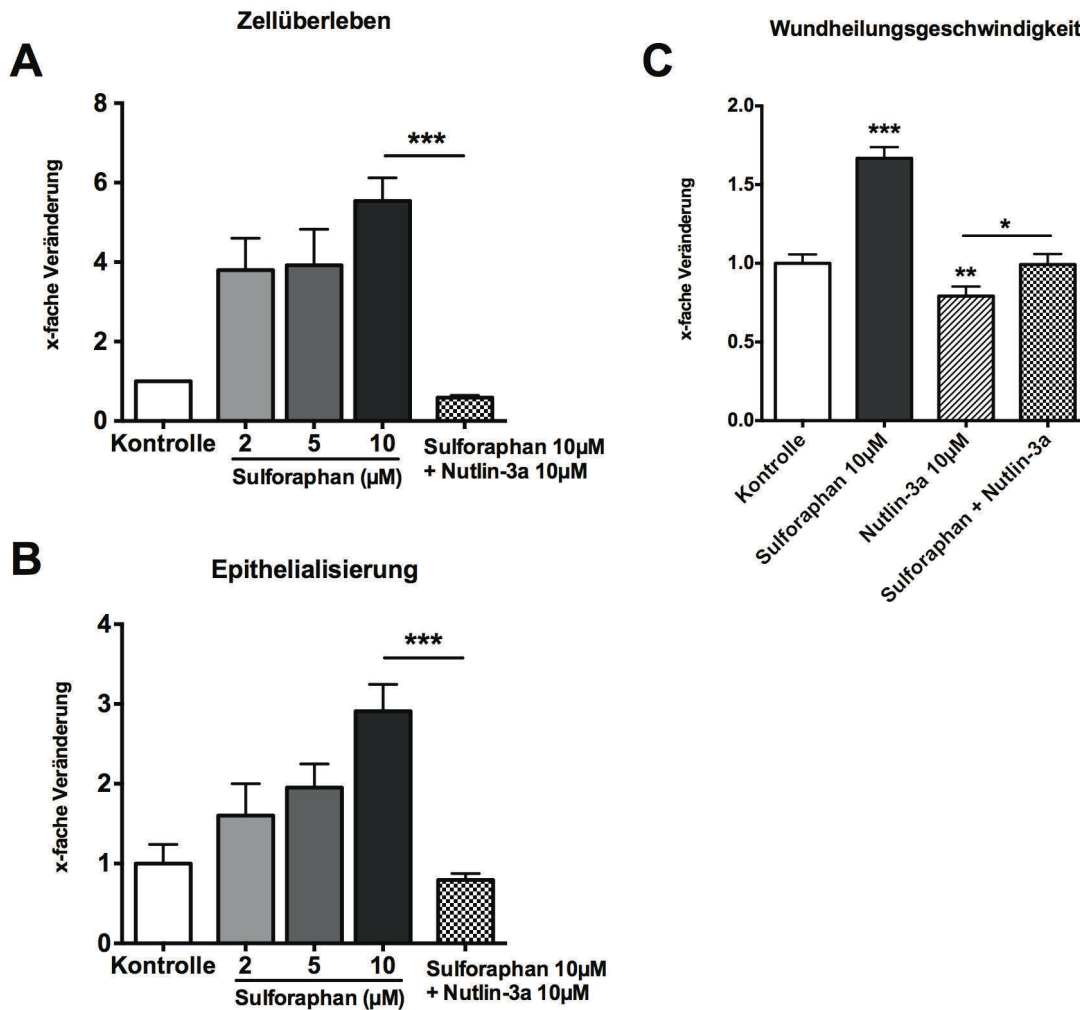 Zellüberleben
A
x-fache Veränderung
8
6
4
2
0
***
Kontrolle
2
5
10
Sulforaphan (µM)
Sulforaphan 10µM
+ Nutlin-3a 10µM
B
Epithelialisierung
x-fache Veränderung
4
3
2
1
0
***
Kontrolle
2
5
10
Sulforaphan (µM)
Sulforaphan 10µM
+ Nutlin-3a 10µM
Wundheilungsgeschwindigkeit
C
x-fache Veränderung
2.0
1.5
1.0
0.5
0.0
***
**
*
Kontrolle
Sulforaphan 10µM
Nutlin-3a 10µM
Sulforaphan + Nutlin-3a